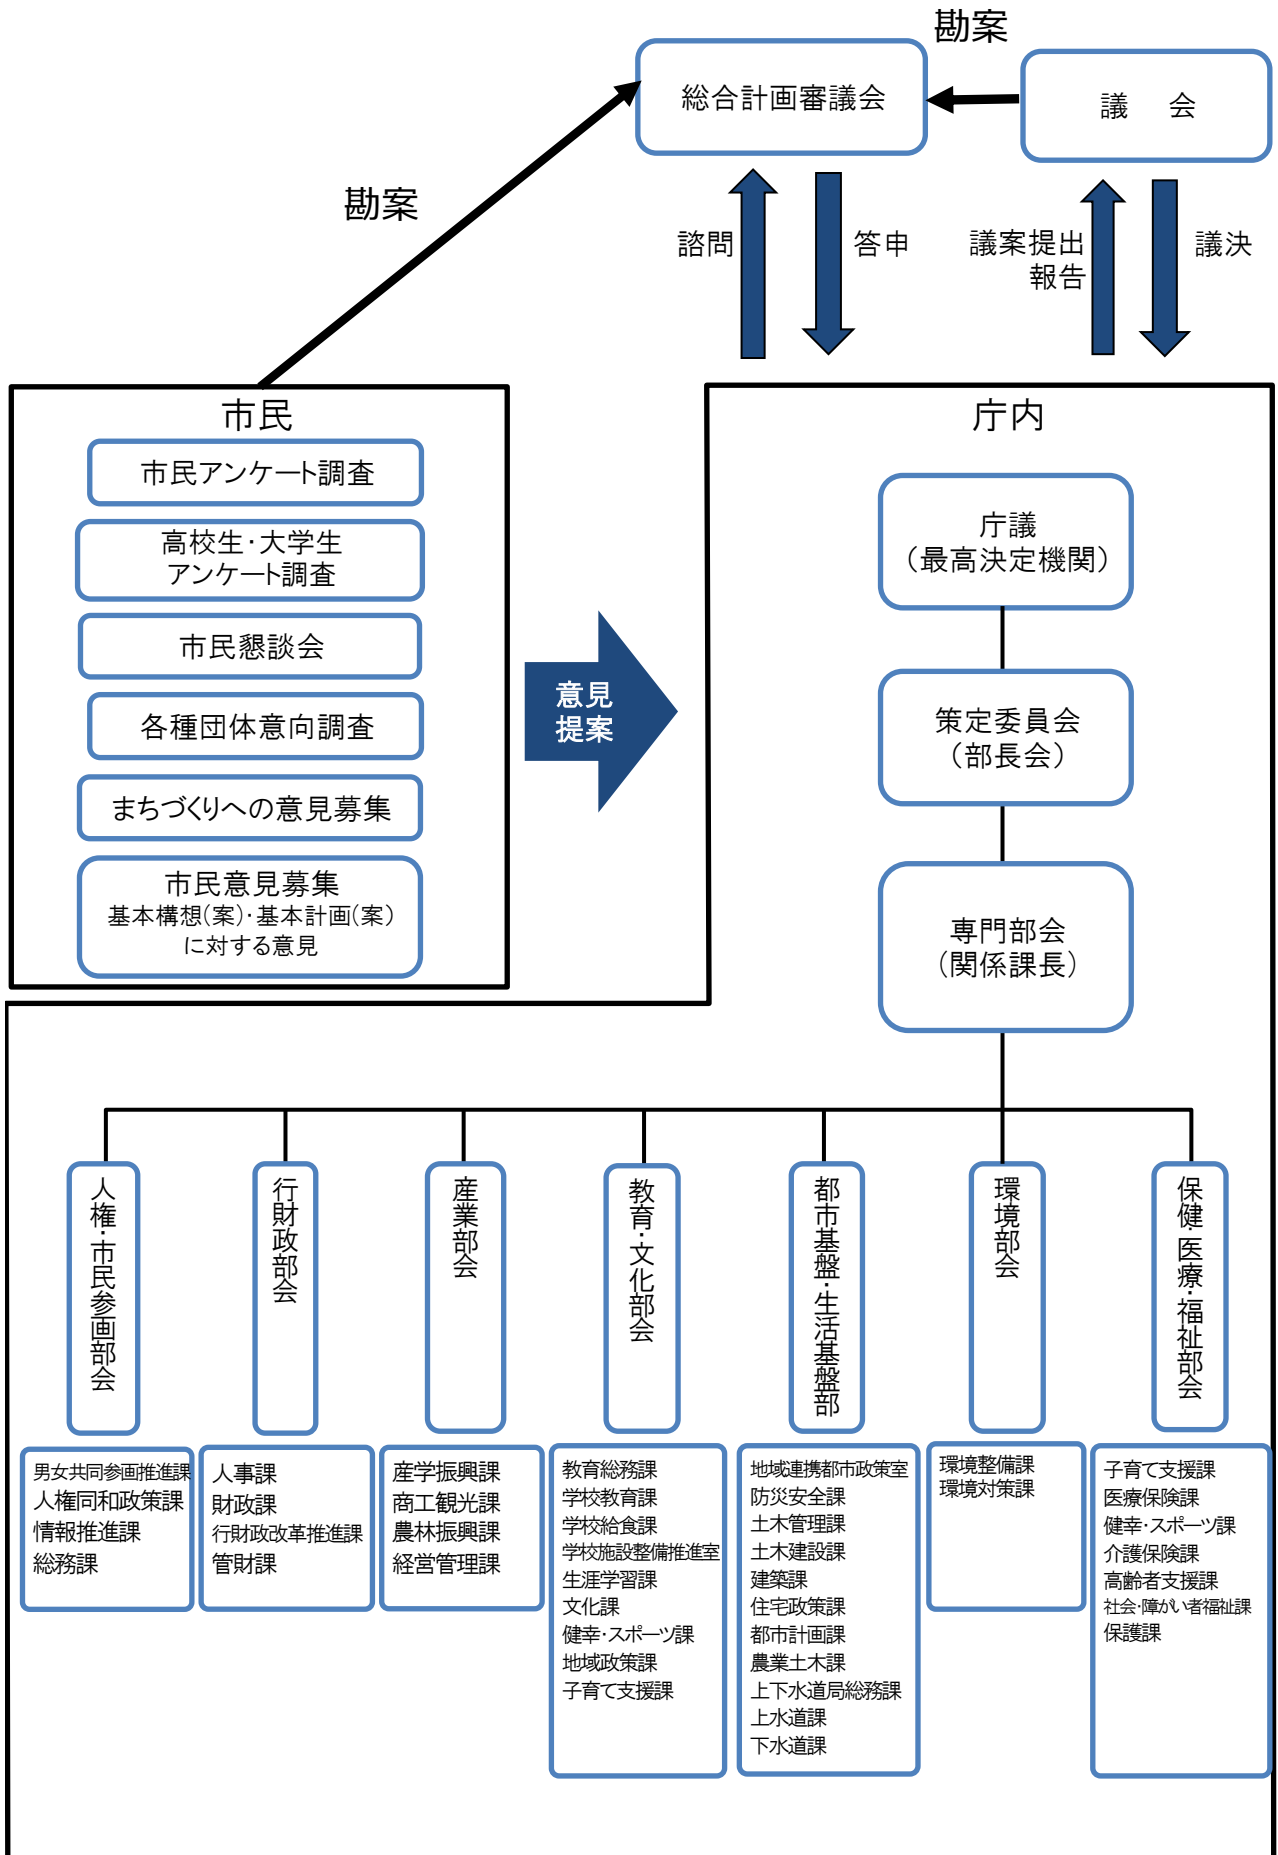 勘案
総合計画審議会
議　会
勘案
諮問
答申
議案提出
報告
議決
市民
市民アンケート調査
高校生・大学生
アンケート調査
市民懇談会
各種団体意向調査
まちづくりへの意見募集
市民意見募集
基本構想(案)・基本計画(案)
に対する意見
意見
提案
庁内
庁議
（最高決定機関）
策定委員会
（部長会）
専門部会
（関係課長）
人権・市民参画部会
行財政部会
産業部会
教育・文化部会
都市基盤・生活基盤部
環境部会
保健・医療・福祉部会
男女共同参画推進課
人権同和政策課
情報推進課
総務課
人事課
財政課
行財政改革推進課
管財課
産学振興課
商工観光課
農林振興課
経営管理課
教育総務課
学校教育課
学校給食課
学校施設整備推進室
生涯学習課
文化課
健幸・スポーツ課
地域政策課
子育て支援課
地域連携都市政策室
防災安全課
土木管理課
土木建設課
建築課
住宅政策課
都市計画課
農業土木課
上下水道局総務課
上水道課
下水道課
環境整備課
環境対策課
子育て支援課
医療保険課
健幸・スポーツ課
介護保険課
高齢者支援課
社会・障がい者福祉課
保護課